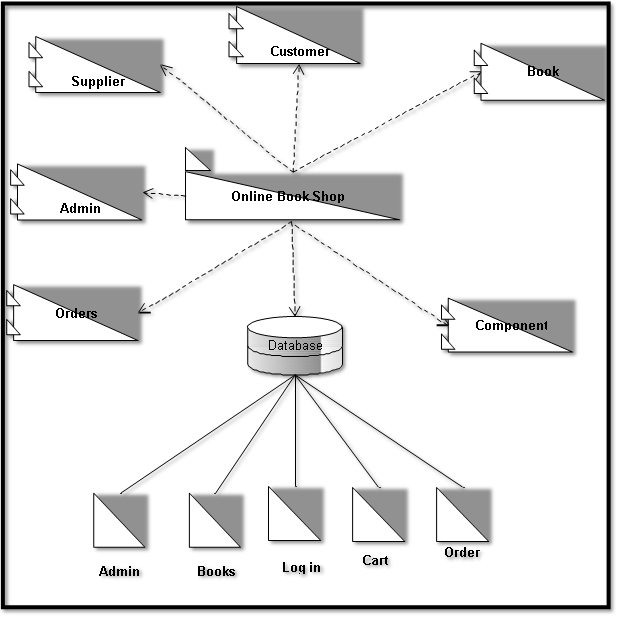 Customer
Supplier
Book
Online Book Shop
Admin
Orders
Component
Database
Admin
Books
Log in
Cart
Order